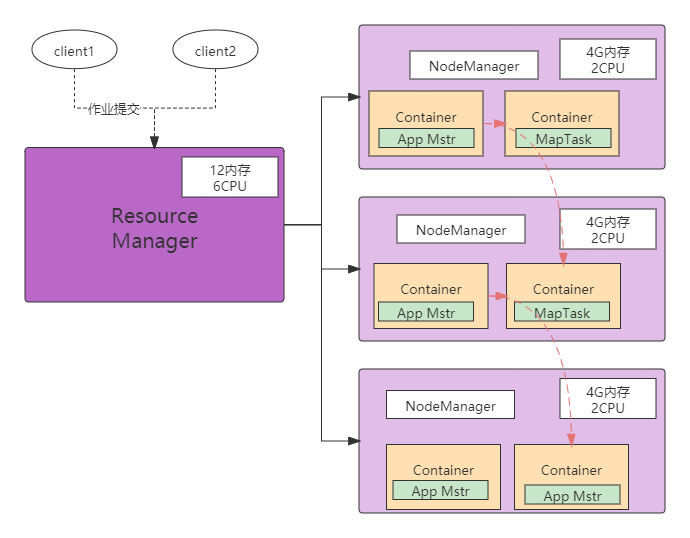 client1
client2
作业提交
12内存
6CPU
Resource
Manager
NodeManager
4G内存
2CPU
Container
App Mstr
Container
MapTask
NodeManager
4G内存
2CPU
Container
App Mstr
Container
MapTask
NodeManager
4G内存
2CPU
Container
App Mstr
Container
App Mstr